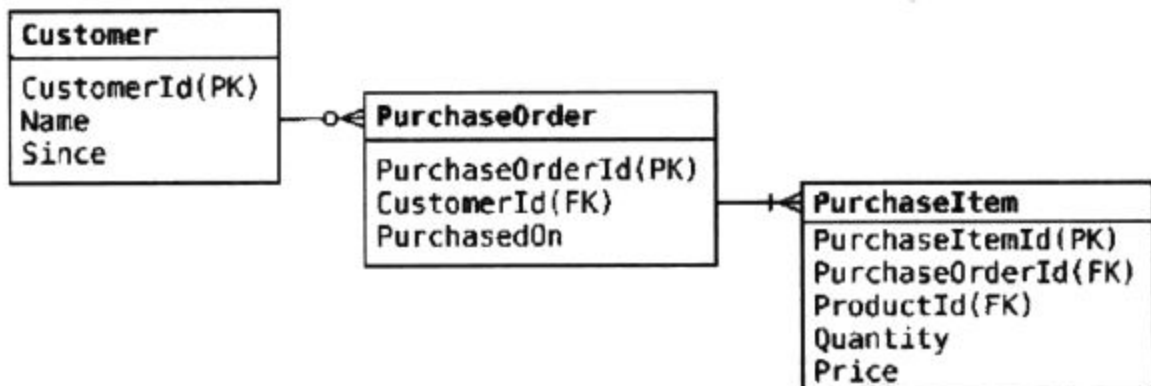 Customer
CustomerId(PK)
Name
Since
PurchaseOrder
PurchaseOrderId(PK)
CustomerId(FK)
PurchasedOn
PurchaseItem
PurchaseItemId(PK)
PurchaseOrderId(FK)
ProductId(FK)
Quantity
Price